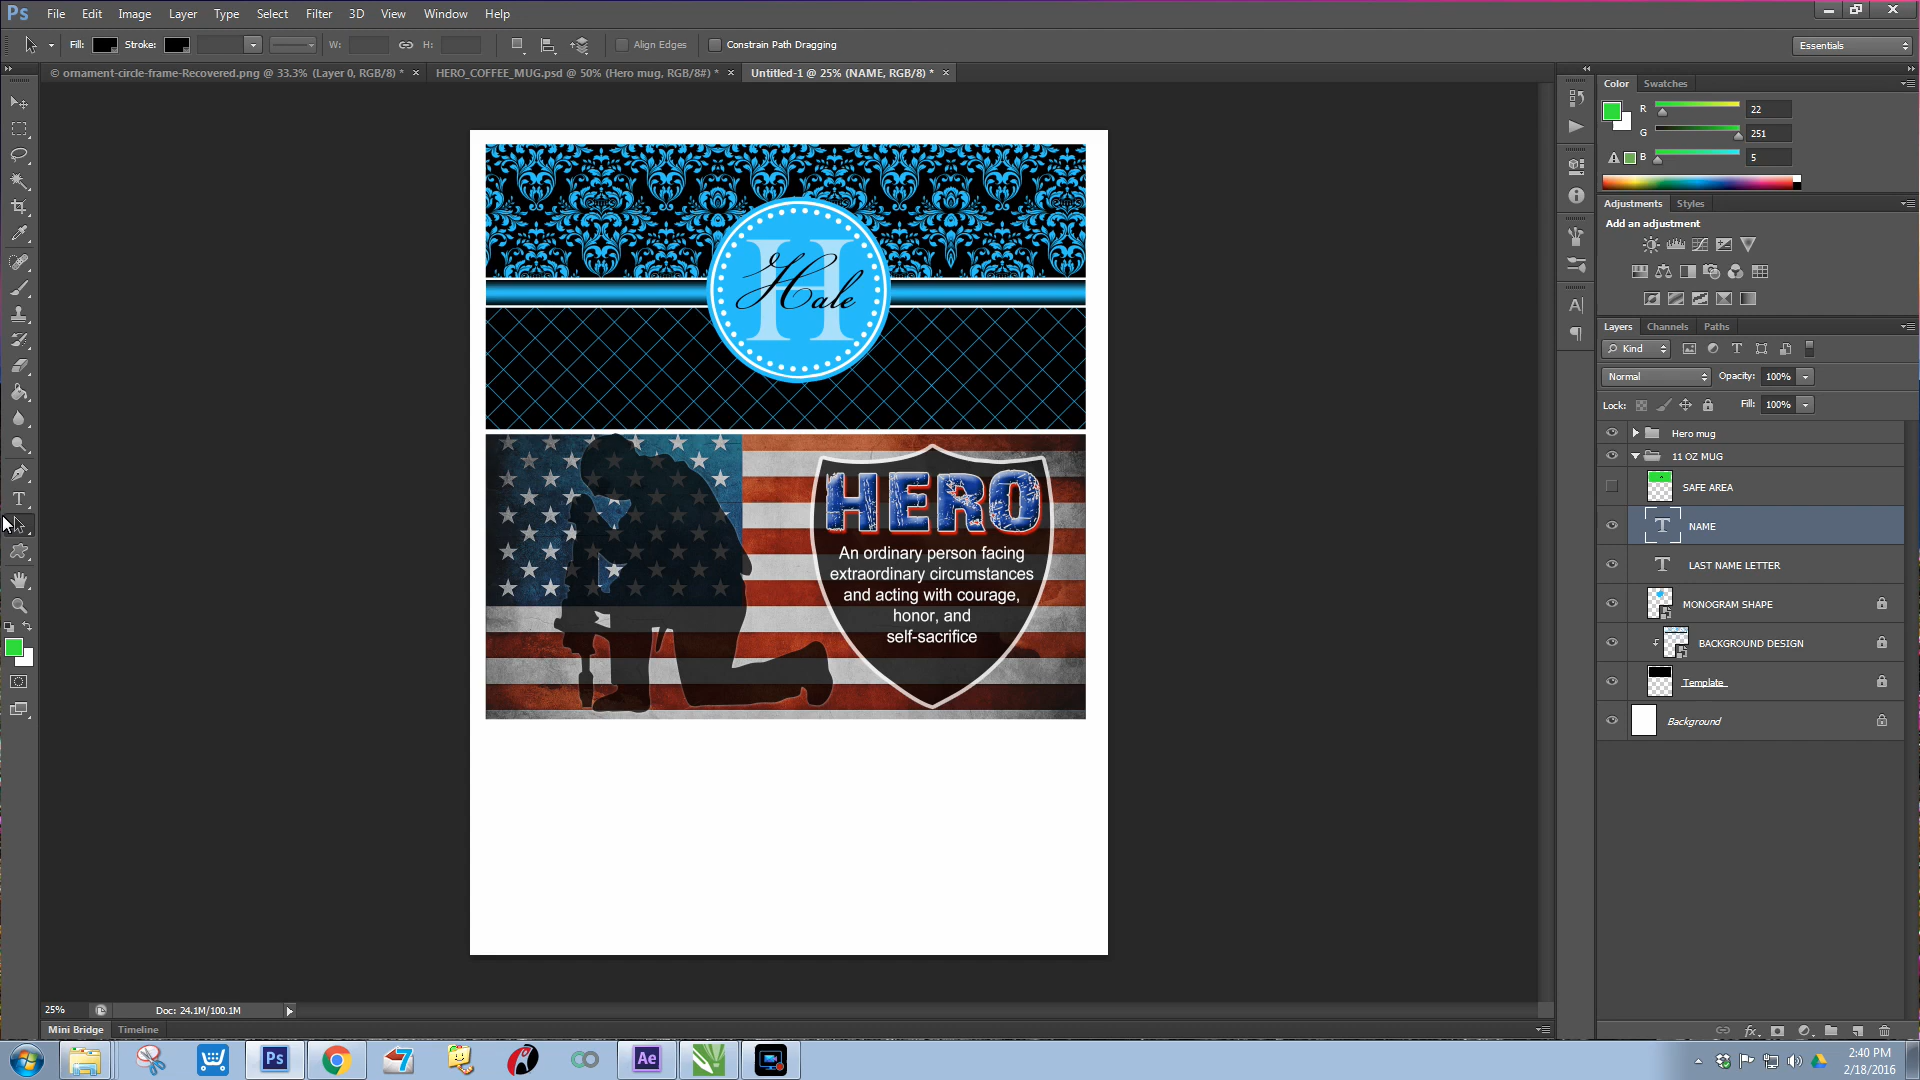 Ps File Edit Image Layer Type Select Filter 3D View Window Help
Fill: Stroke: W: H: Align Edges Constrain Path Dragging Essentials
© ornament-circle-frame-Recovered.png @ 33.3% (Layer 0, RGB/8) * × HERO_COFFEE_MUG.psd @ 50% (Hero mug, RGB/8#) * × Untitled-1 @ 25% (NAME, RGB/8) * ×
Color Swatches
R 22
G 251
B 5
Adjustments Styles
Add an adjustment
Layers Channels Paths
Kind
Normal Opacity: 100%
Lock: Fill: 100%
Hero mug
11 OZ MUG
SAFE AREA
NAME
LAST NAME LETTER
MONOGRAM SHAPE
BACKGROUND DESIGN
Template
Background
H
Hale
HERO
An ordinary person facing
extraordinary circumstances
and acting with courage,
honor, and
self-sacrifice
25% Doc: 24.1M/100.1M
Mini Bridge Timeline
Ps 7 Ae
2:40 PM
2/18/2016